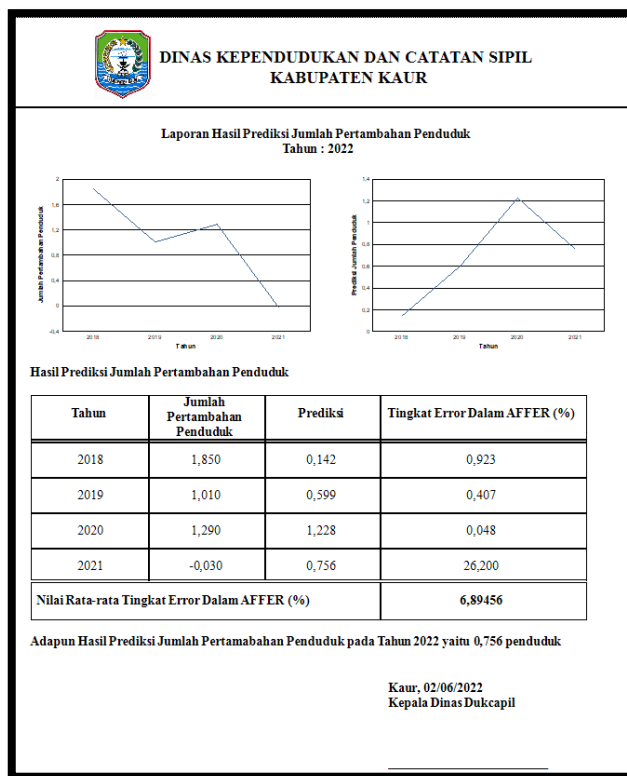 DINAS KEPENDUDUKAN DAN CATATAN SIPIL
KABUPATEN KAUR
Laporan Hasil Prediksi Jumlah Pertambahan Penduduk
Tahun : 2022
Jumlah Pertambahan Penduduk
2
1,6
1,2
0,8
0,4
0
-0,4
2018 2019 2020 2021
Tahun
Prediksi Jumlah Penduduk
1,4
1,2
1
0,8
0,6
0,4
0,2
0
2018 2019 2020 2021
Tahun
Hasil Prediksi Jumlah Pertambahan Penduduk
Tahun Jumlah Pertambahan Penduduk Prediksi Tingkat Error Dalam AFFER (%)
2018 1,850 0,142 0,923
2019 1,010 0,599 0,407
2020 1,290 1,228 0,048
2021 -0,030 0,756 26,200
Nilai Rata-rata Tingkat Error Dalam AFFER (%) 6,89456
Adapun Hasil Prediksi Jumlah Pertamabahan Penduduk pada Tahun 2022 yaitu 0,756 penduduk
Kaur, 02/06/2022
Kepala Dinas Dukcapil